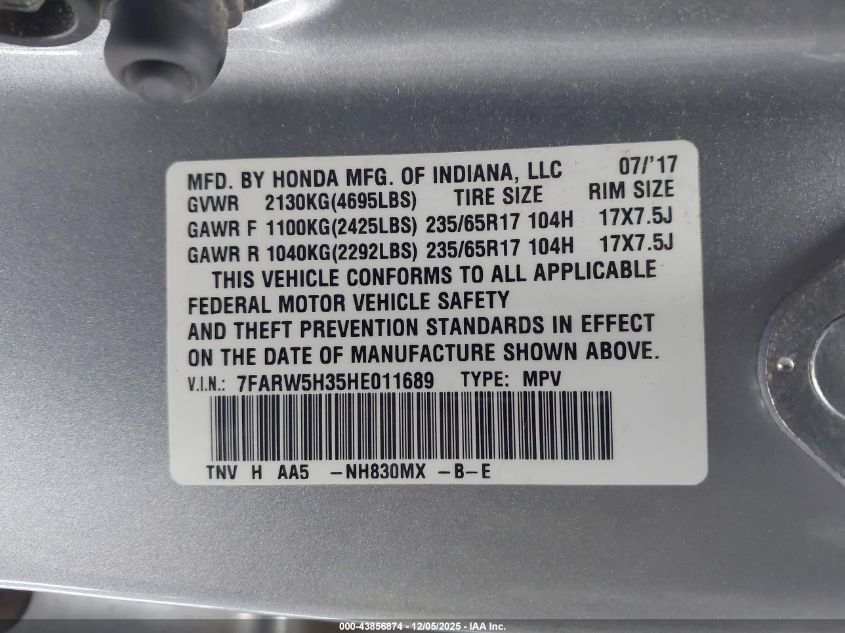 MFD. BY HONDA MFG. OF INDIANA, LLC 07/'17
GVWR 2130KG(4695LBS) TIRE SIZE RIM SIZE
GAWR F 1100KG(2425LBS) 235/65R17 104H 17X7.5J
GAWR R 1040KG(2292LBS) 235/65R17 104H 17X7.5J
THIS VEHICLE CONFORMS TO ALL APPLICABLE
FEDERAL MOTOR VEHICLE SAFETY
AND THEFT PREVENTION STANDARDS IN EFFECT
ON THE DATE OF MANUFACTURE SHOWN ABOVE.
V.I.N.: 7FARW5H35HE011689 TYPE: MPV
TNV H AA5 -NH830MX -B-E
000-43856874 - 12/05/2025 - IAA Inc.